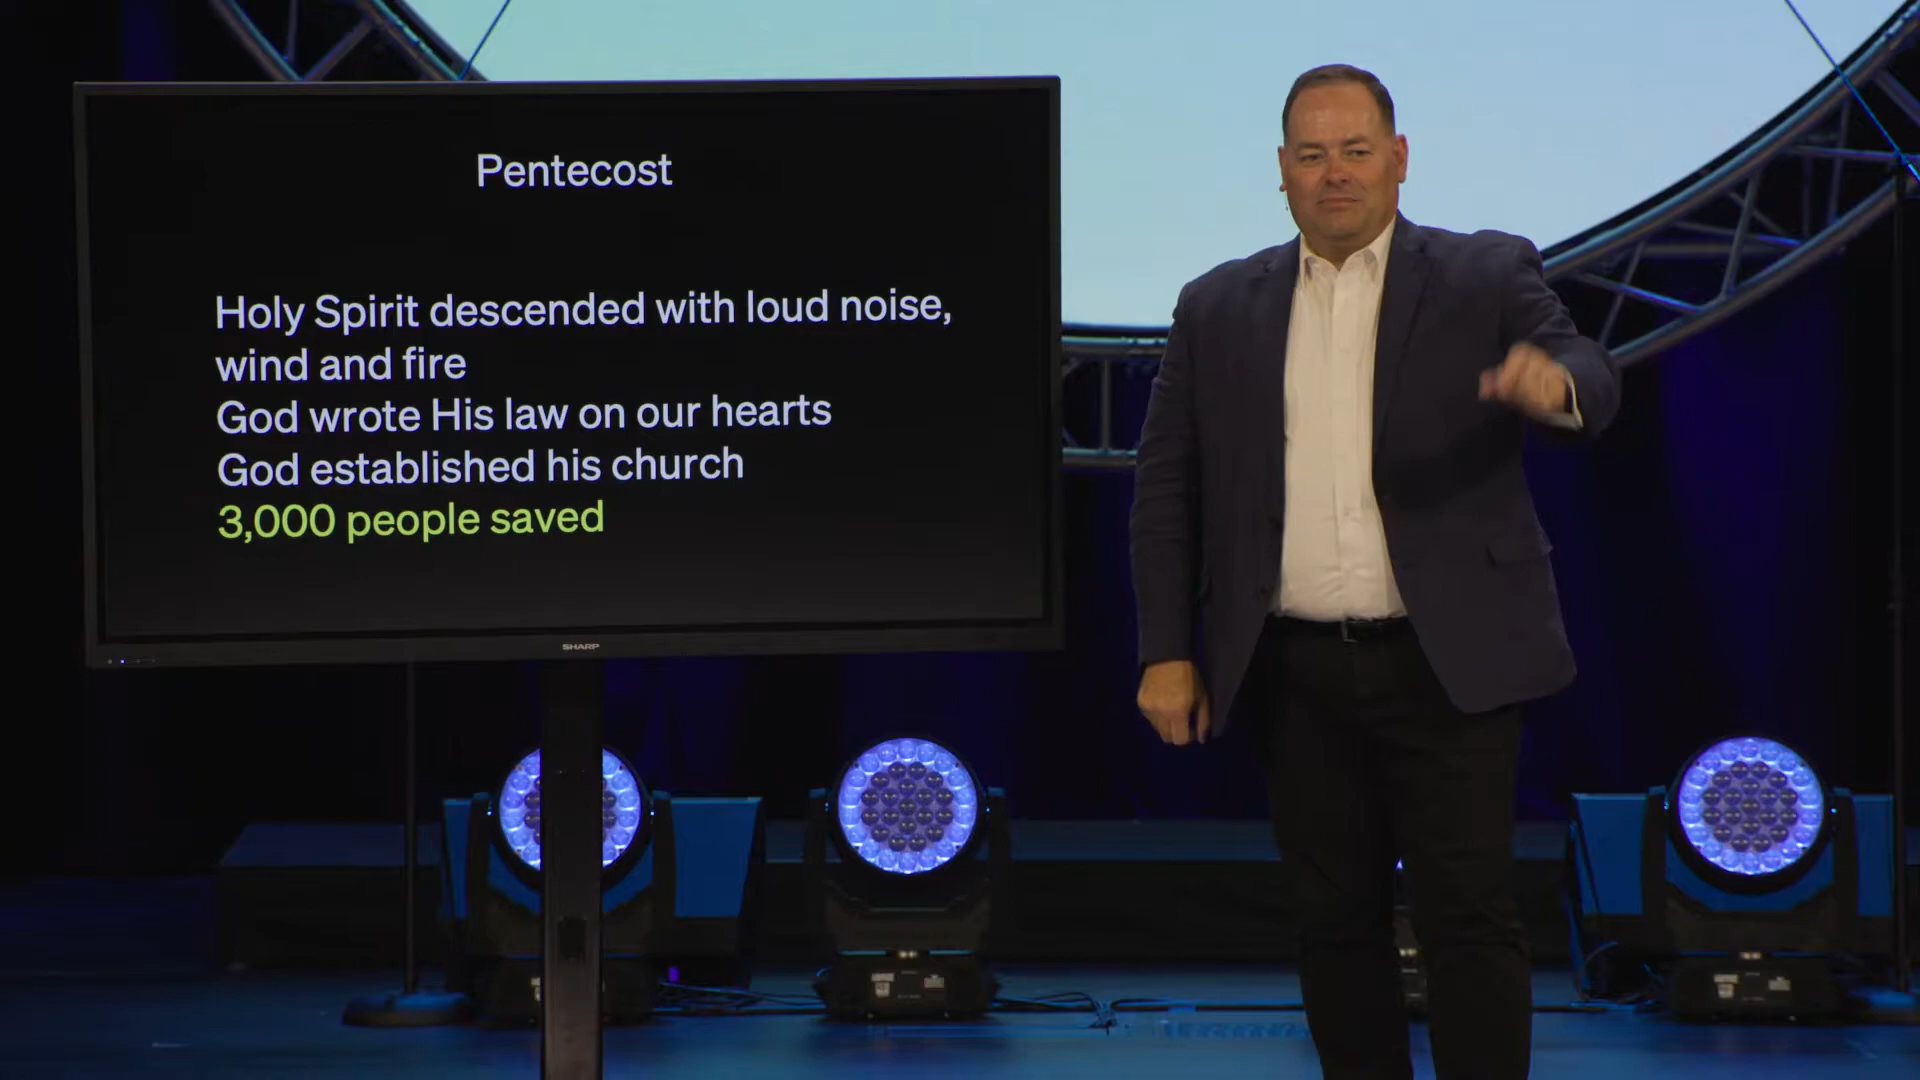 Pentecost
Holy Spirit descended with loud noise,
wind and fire
God wrote His law on our hearts
God established his church
3,000 people saved
SHARP